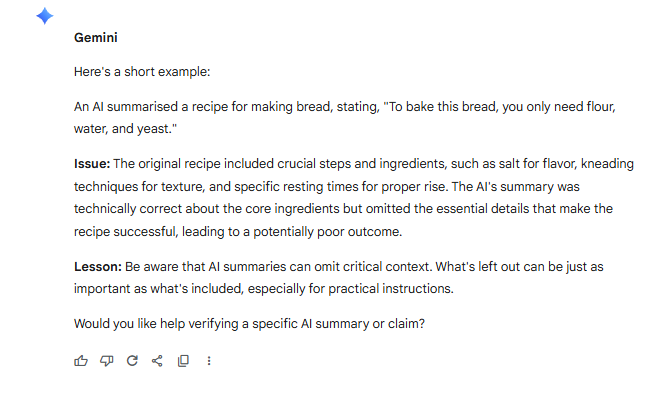 Gemini
Here's a short example:
An AI summarised a recipe for making bread, stating, "To bake this bread, you only need flour,
water, and yeast."
Issue: The original recipe included crucial steps and ingredients, such as salt for flavor, kneading
techniques for texture, and specific resting times for proper rise. The AI's summary was
technically correct about the core ingredients but omitted the essential details that make the
recipe successful, leading to a potentially poor outcome.
Lesson: Be aware that AI summaries can omit critical context. What's left out can be just as
important as what's included, especially for practical instructions.
Would you like help verifying a specific AI summary or claim?